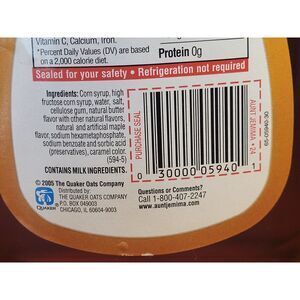 Vitamin C, Calcium, Iron.
*Percent Daily Values (DV) are based
on a 2,000 calorie diet.
Protein 0g
Sealed for your safety • Refrigeration not required
Ingredients: Corn syrup, high
fructose corn syrup, water, salt,
cellulose gum, natural butter
flavor with other natural flavors,
natural and artificial maple
flavor, sodium hexametaphosphate,
sodium benzoate and sorbic acid
(preservatives), caramel color.
(594-5)
CONTAINS MILK INGREDIENTS.
PURCHASE SEAL
0 30000 05940
AUNT JEMIMA • 24
65-05940-30
© 2005 The Quaker Oats Company
Distributed by
THE QUAKER OATS COMPANY
P.O. BOX 049003
CHICAGO, IL 60604-9003
QUAKER
Questions or Comments?
Call 1-800-407-2247
www.auntjemima.com